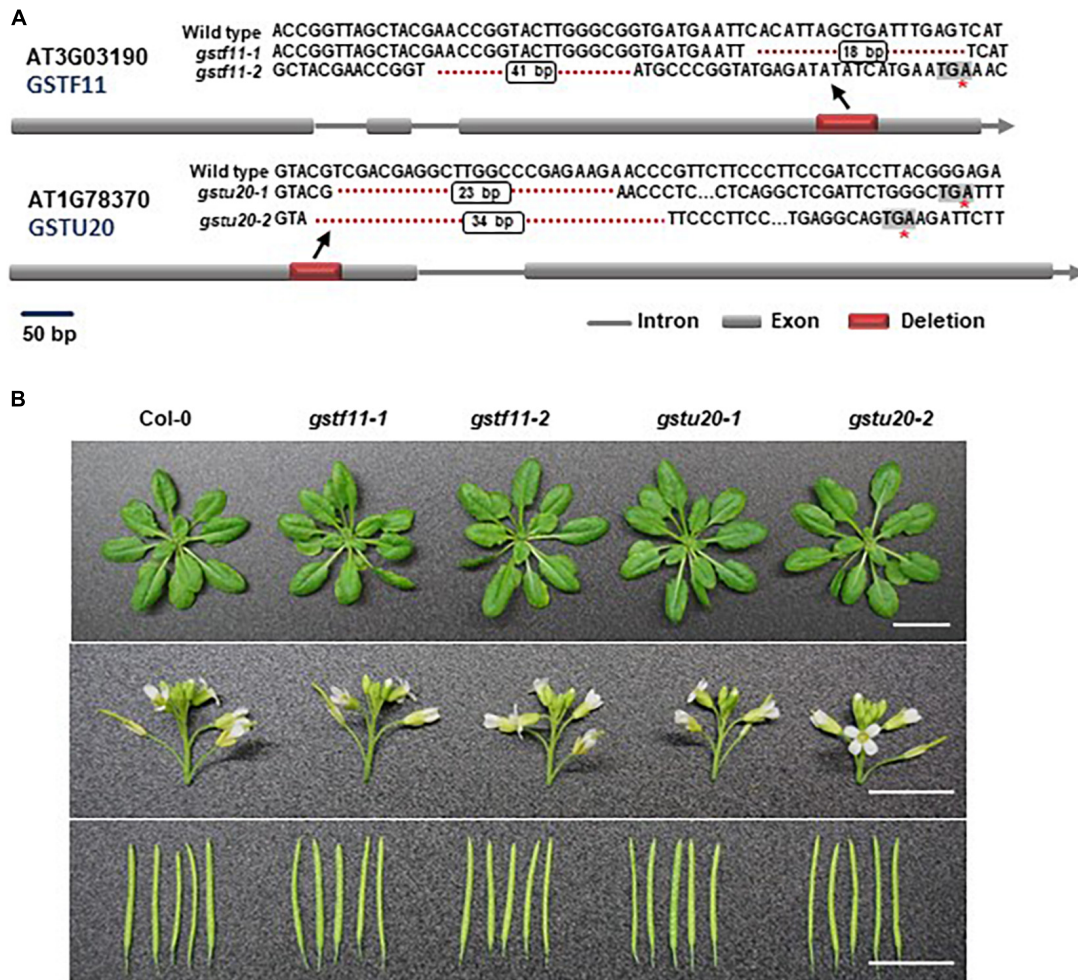 A
Wild type ACCGGTTAGCTACGAACCGGTACTTGGGCGGTGATGAATTCACATTAGCTGATTTGAGTCAT
AT3G03190 gstf11-1 ACCGGTTAGCTACGAACCGGTACTTGGGCGGTGATGAATT 18 bp TCAT
GSTF11 gstf11-2 GCTACGAACCGGT 41 bp ATGCCCGGTATGAGATATATCATGAATGAAAC
*
Wild type GTACGTCGACGAGGCTTGGCCCGAGAAGAACCCGTTCTTCCCTTCCGATCCTTACGGGAGA
AT1G78370 gstu20-1 GTACG 23 bp AACCCTC...CTCAGGCTCGATTCTGGGCTGATTT
*
GSTU20 gstu20-2 GTA 34 bp TTCCCTTCC...TGAGGCAGTGAAGATTCTT
*
50 bp
Intron Exon Deletion
B
Col-0 gstf11-1 gstf11-2 gstu20-1 gstu20-2